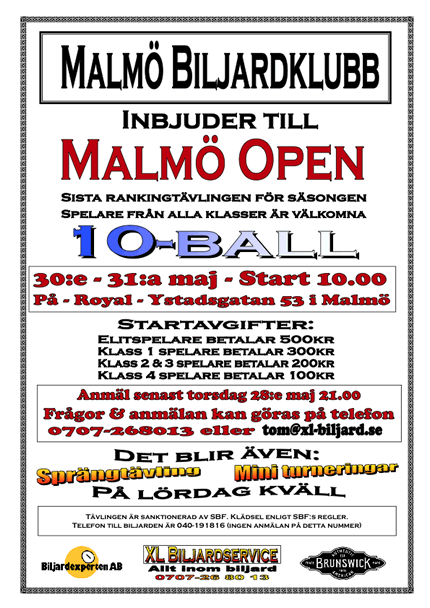 MALMÖ BILJARDKLUBB
INBJUDER TILL
MALMÖ OPEN
SISTA RANKINGTÄVLINGEN FÖR SÄSONGEN
SPELARE FRÅN ALLA KLASSER ÄR VÄLKOMNA
10-BALL
30:e - 31:a maj - Start 10.00
På - Royal - Ystadsgatan 53 i Malmö
STARTAVGIFTER:
ELITSPELARE BETALAR 500KR
KLASS 1 SPELARE BETALAR 300KR
KLASS 2 & 3 SPELARE BETALAR 200KR
KLASS 4 SPELARE BETALAR 100KR
Anmäl senast torsdag 28:e maj 21.00
Frågor & anmälan kan göras på telefon
0707-268013 eller tom@xl-biljard.se
DET BLIR ÄVEN:
Sprängtävling Mini turneringar
PÅ LÖRDAG KVÄLL
TÄVLINGEN ÄR SANKTIONERAD AV SBF. KLÄDSEL ENLIGT SBF:S REGLER.
TELEFON TILL BILJARDEN ÄR 040-191816 (INGEN ANMÄLAN PÅ DETTA NUMMER)
Biljardexperten AB
XL BILJARDSERVICE
Allt inom biljard
0707-26 80 13
BRUNSWICK